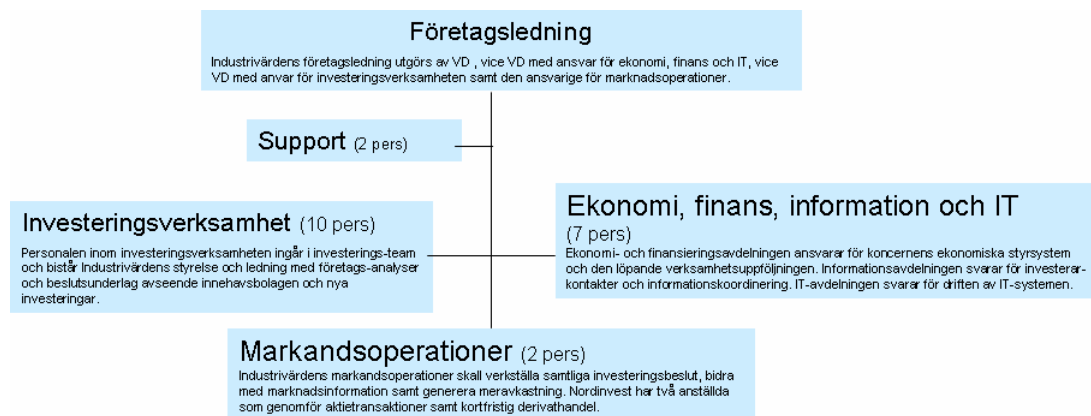 Företagsledning
Industrivärdens företagsledning utgörs av VD , vice VD med ansvar för ekonomi, finans och IT, vice
VD med anvar för investeringsverksamheten samt den ansvarige för marknadsoperationer.
Support (2 pers)
Investeringsverksamhet (10 pers)
Personalen inom investeringsverksamheten ingår i investerings-team
och bistår Industrivärdens styrelse och ledning med företags-analyser
och beslutsunderlag avseende innehavsbolagen och nya
investeringar.
Ekonomi, finans, information och IT
(7 pers)
Ekonomi- och finansieringsavdelningen ansvarar för koncernens ekonomiska styrsystem
och den löpande verksamhetsuppföljningen. Informationsavdelningen svarar för investerar-
kontakter och informationskoordinering. IT-avdelningen svarar för driften av IT-systemen.
Markandsoperationer (2 pers)
Industrivärdens markandsoperationer skall verkställa samtliga investeringsbeslut, bidra
med marknadsinformation samt generera meravkastning. Nordinvest har två anställda
som genomför aktietransaktioner samt kortfristig derivathandel.